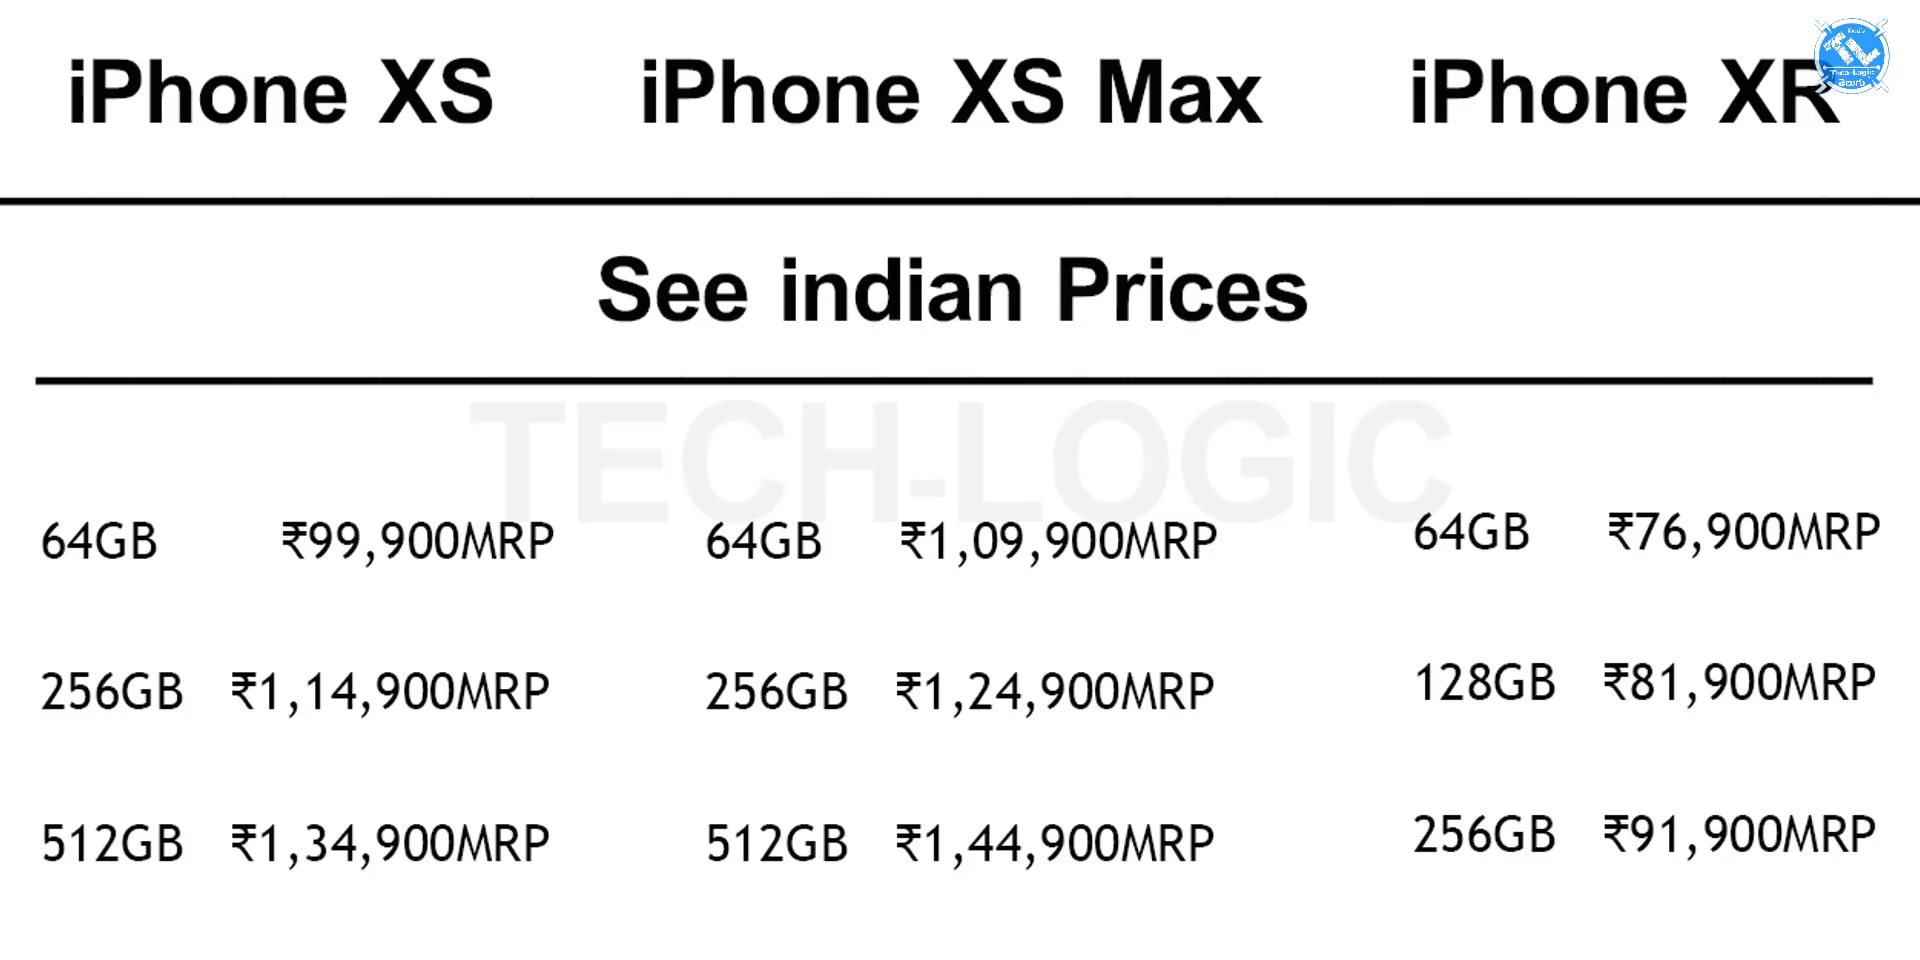 iPhone XS iPhone XS Max iPhone XR
Tech-Logic
తెలుగు
See indian Prices
TECH-LOGIC
64GB ₹99,900MRP 64GB ₹1,09,900MRP 64GB ₹76,900MRP
256GB ₹1,14,900MRP 256GB ₹1,24,900MRP 128GB ₹81,900MRP
512GB ₹1,34,900MRP 512GB ₹1,44,900MRP 256GB ₹91,900MRP